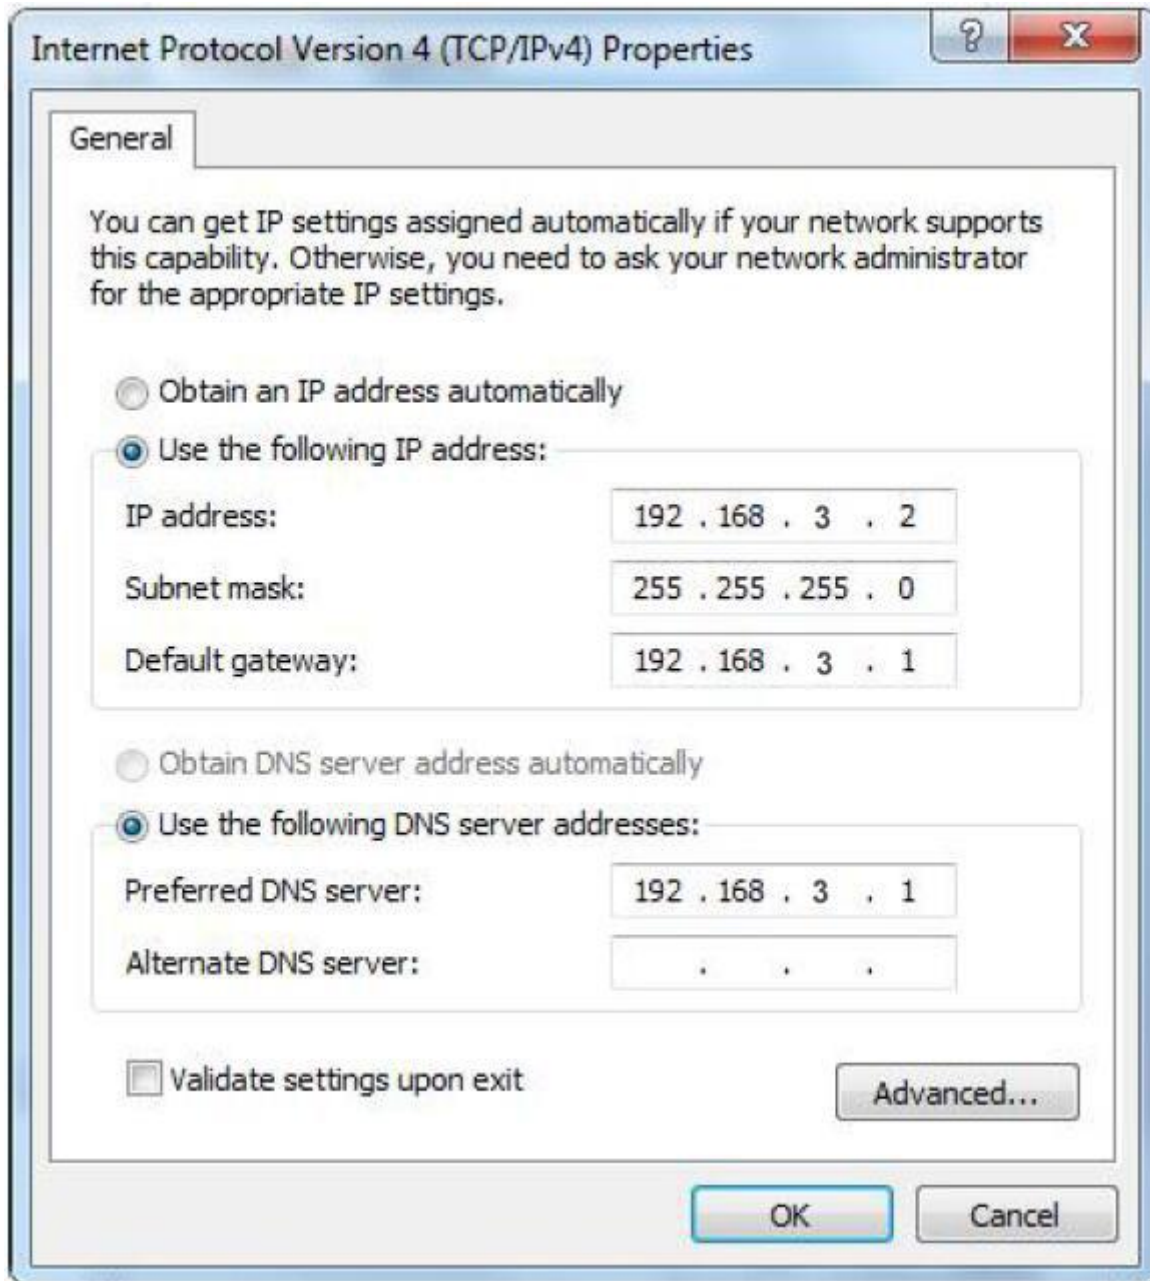 Internet Protocol Version 4 (TCP/IPv4) Properties
?
General
You can get IP settings assigned automatically if your network supports
this capability. Otherwise, you need to ask your network administrator
for the appropriate IP settings.
Obtain an IP address automatically
Use the following IP address:
IP address: 192 . 168 . 3 . 2
Subnet mask: 255 . 255 . 255 . 0
Default gateway: 192 . 168 . 3 . 1
Obtain DNS server address automatically
Use the following DNS server addresses:
Preferred DNS server: 192 . 168 . 3 . 1
Alternate DNS server: . . .
Validate settings upon exit
Advanced...
OK Cancel